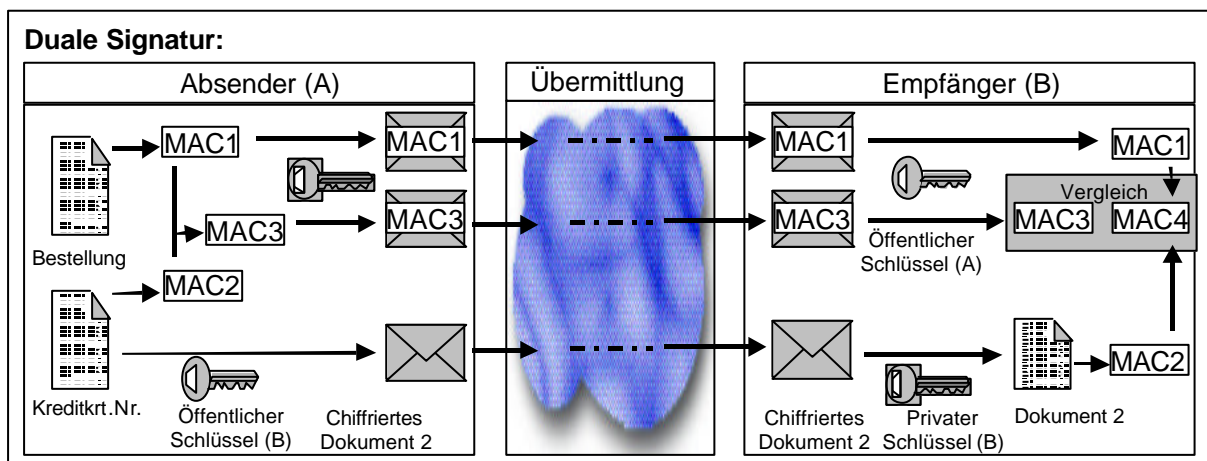 Duale Signatur:
Absender (A)
MAC1
MAC1
MAC3
MAC3
Bestellung
MAC2
Kreditkrt.Nr.
Öffentlicher
Schlüssel (B)
Chiffriertes
Dokument 2
Übermittlung
Empfänger (B)
MAC1
MAC1
Vergleich
MAC3
MAC3
MAC4
Öffentlicher
Schlüssel (A)
MAC2
Chiffriertes
Dokument 2
Privater
Schlüssel (B)
Dokument 2